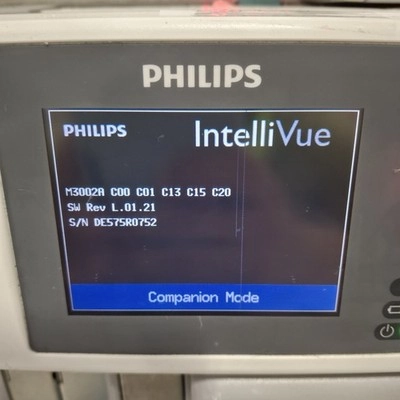 PHILIPS
PHILIPS IntelliVue
M3002A C00 C01 C13 C15 C20
SW Rev L.01.21
S/N DE575R0752
Companion Mode